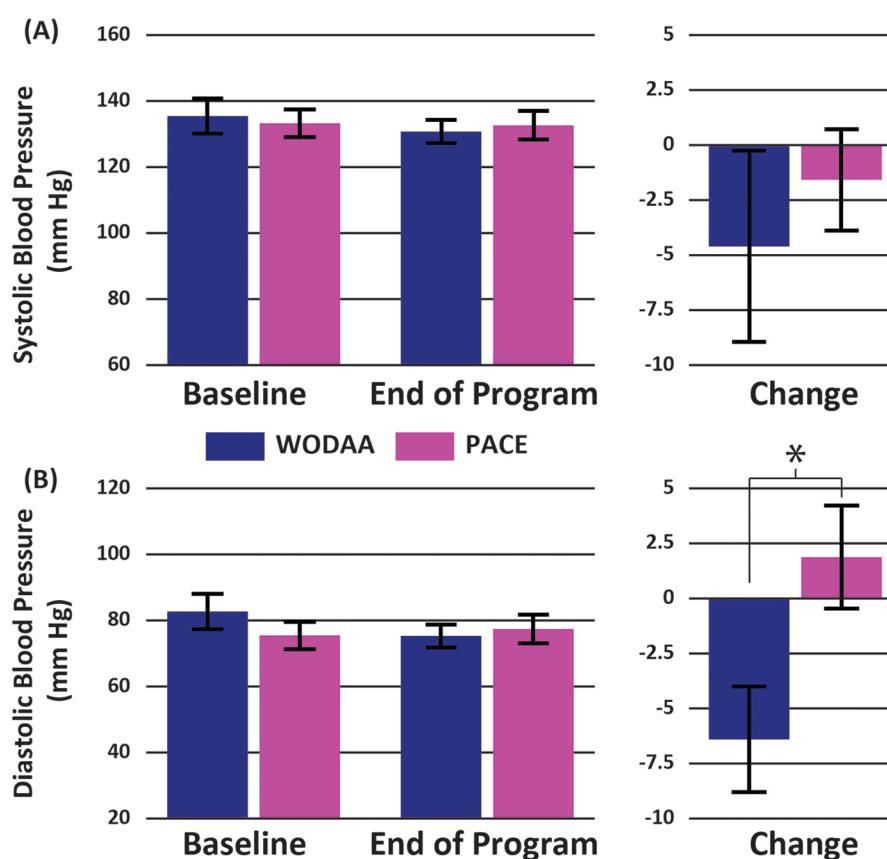 (A)
Systolic Blood Pressure
(mm Hg)
160
140
120
100
80
60
Baseline
End of Program
5
2.5
0
-2.5
-5
-7.5
-10
Change
WODAA
PACE
(B)
Diastolic Blood Pressure
(mm Hg)
120
100
80
60
40
20
Baseline
End of Program
*
5
2.5
0
-2.5
-5
-7.5
-10
Change